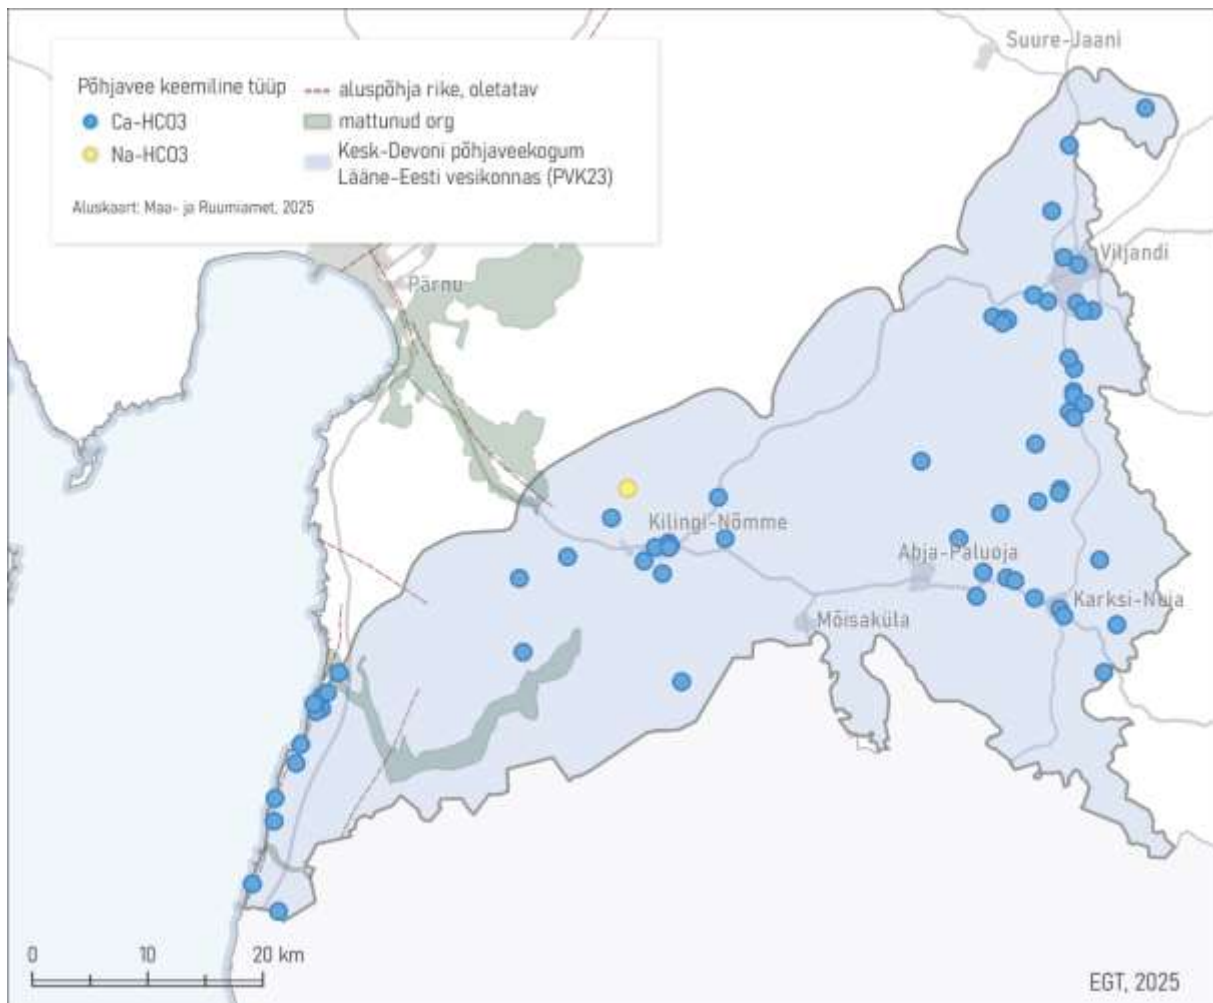 Suure-Jaani
Põhjavee keemiline tüüp
Ca-HCO3
Na-HCO3
aluspõhja rike, oletatav
mattunud org
Kesk-Devoni põhjaveekogum
Lääne-Eesti vesikonnas (PVK23)
Aluskaart: Maa- ja Ruumiamet, 2025
Viljandi
Pärnu
Kilingi-Nõmme
Abja-Paluoja
Karksi-Nuia
Mõisaküla
0 10 20 km
EGT, 2025